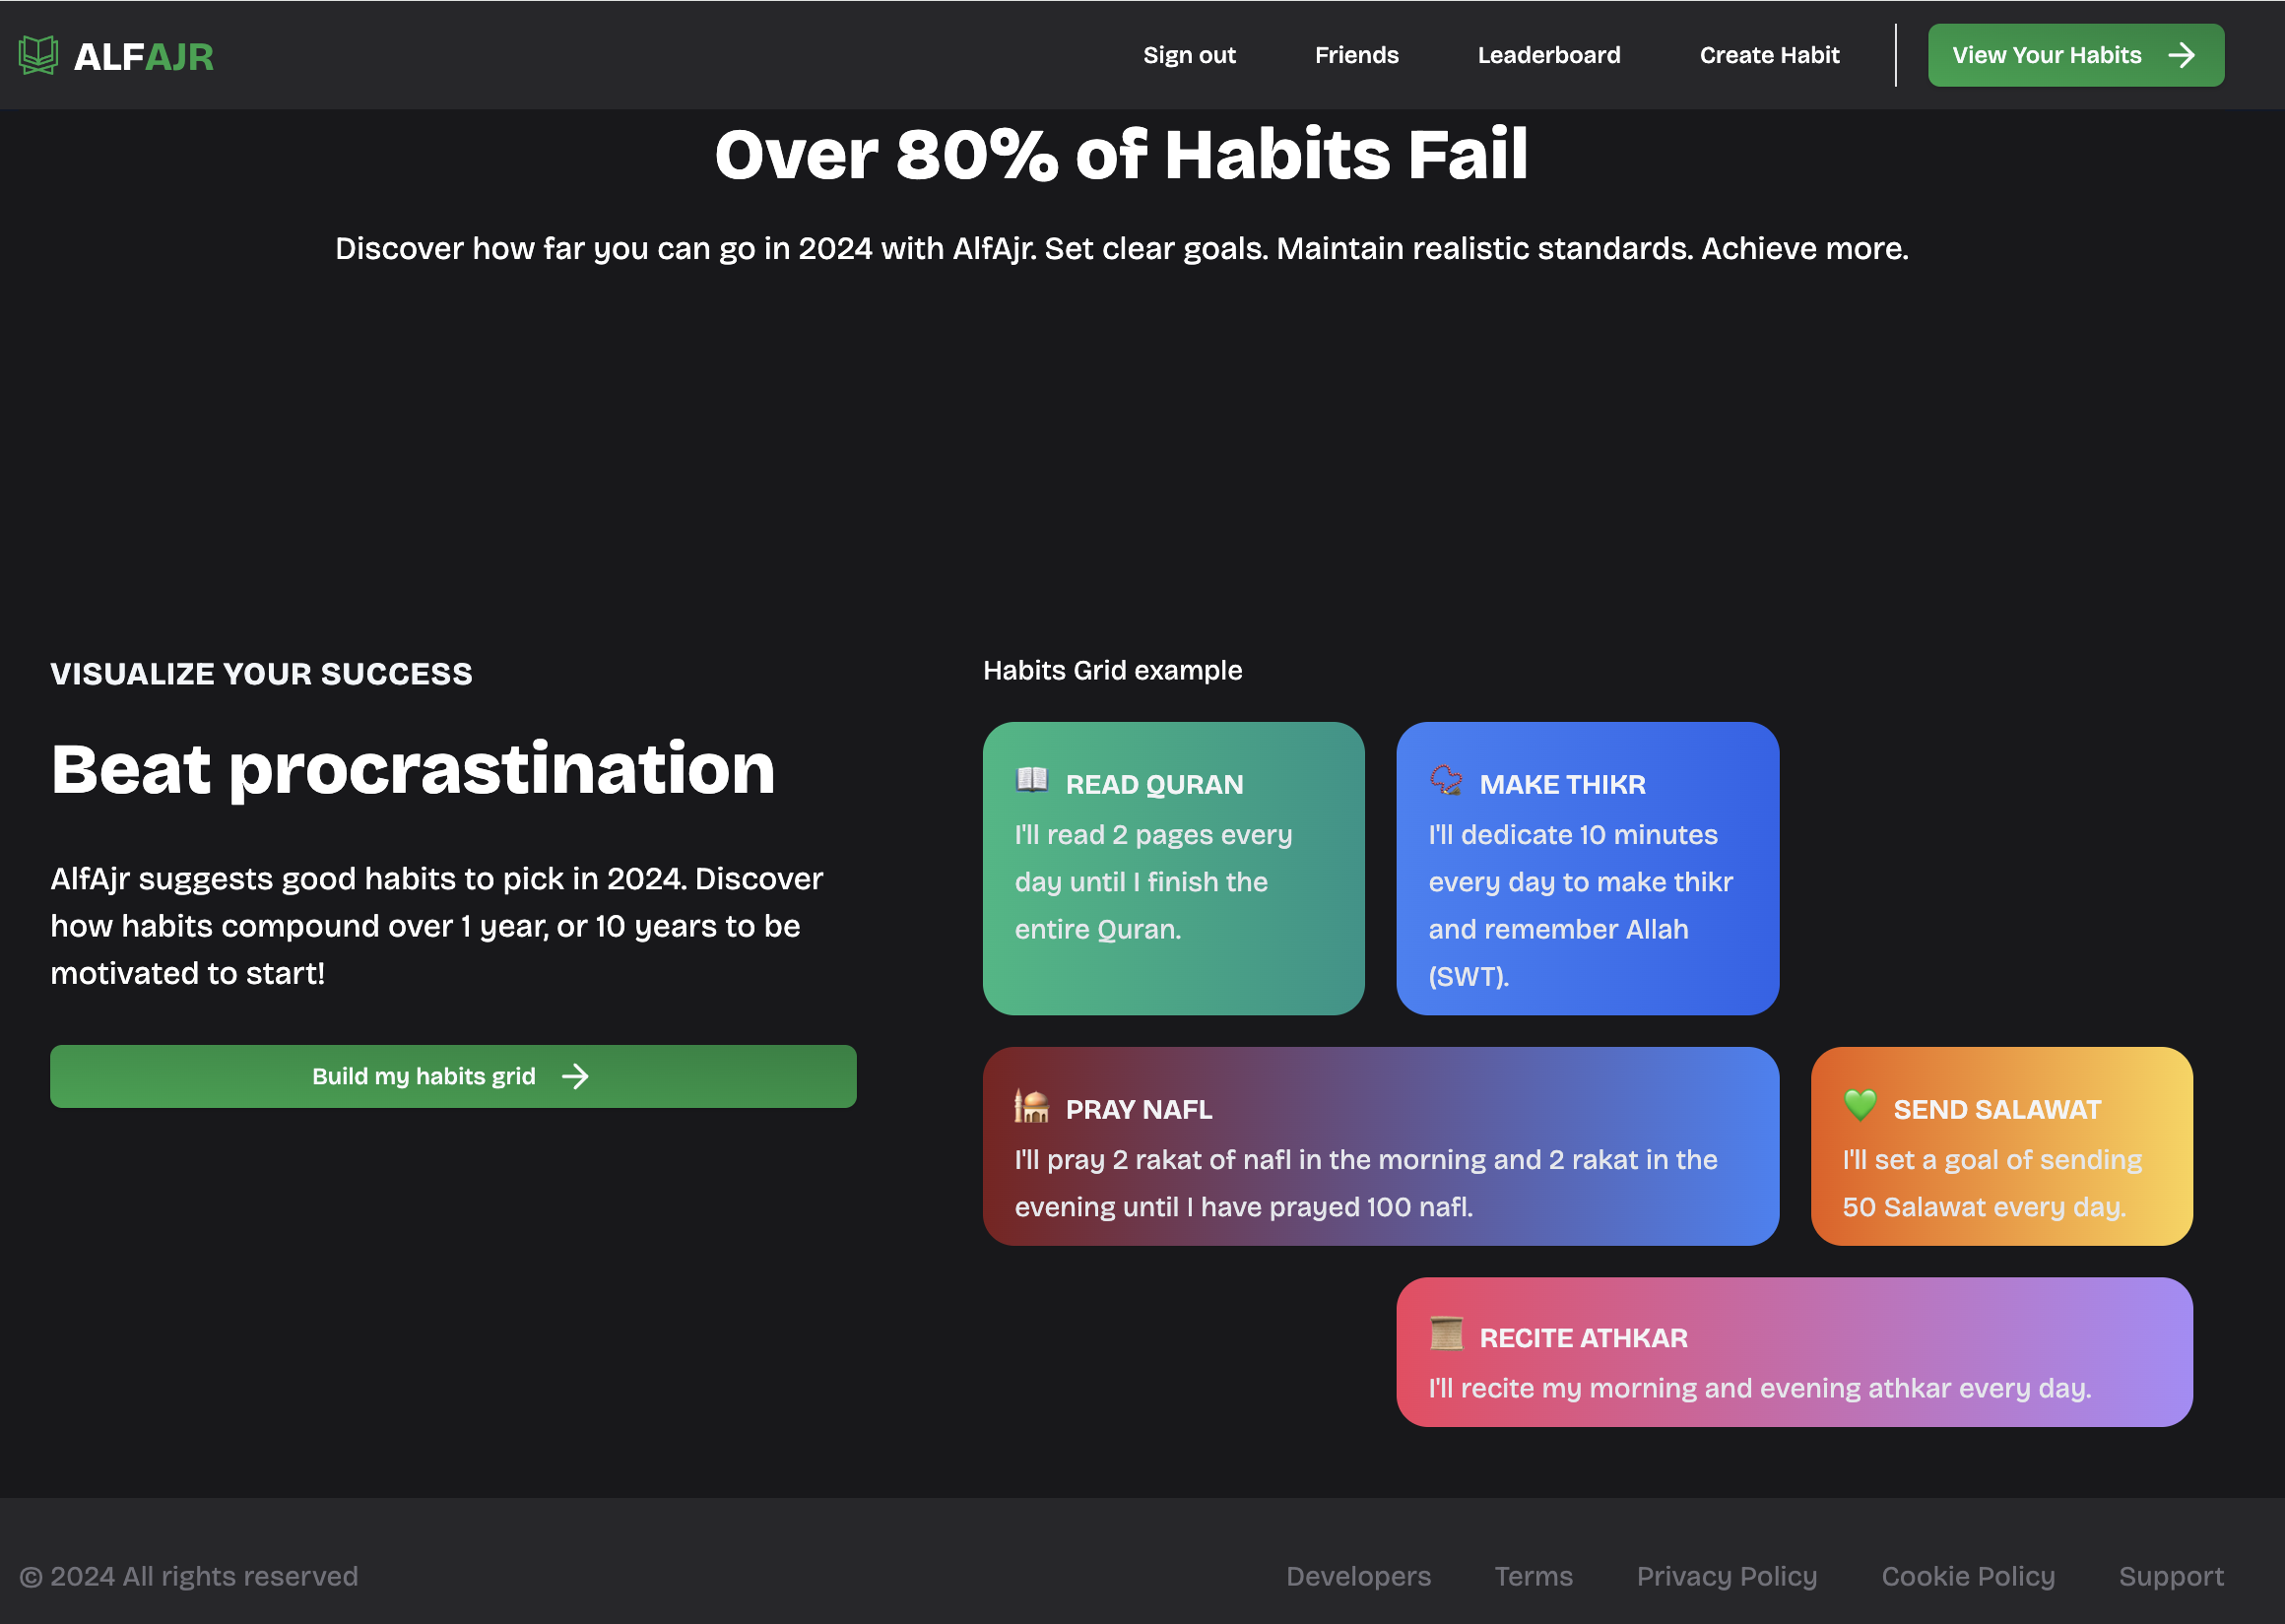 ALFAJR
Sign out
Friends
Leaderboard
Create Habit
View Your Habits
Over 80% of Habits Fail
Discover how far you can go in 2024 with AlfAjr. Set clear goals. Maintain realistic standards. Achieve more.
VISUALIZE YOUR SUCCESS
Beat procrastination
AlfAjr suggests good habits to pick in 2024. Discover
how habits compound over 1 year, or 10 years to be
motivated to start!
Build my habits grid
Habits Grid example
READ QURAN
I'll read 2 pages every
day until I finish the
entire Quran.
MAKE THIKR
I'll dedicate 10 minutes
every day to make thikr
and remember Allah
(SWT).
PRAY NAFL
I'll pray 2 rakat of nafl in the morning and 2 rakat in the
evening until I have prayed 100 nafl.
SEND SALAWAT
I'll set a goal of sending
50 Salawat every day.
RECITE ATHKAR
I'll recite my morning and evening athkar every day.
© 2024 All rights reserved
Developers
Terms
Privacy Policy
Cookie Policy
Support